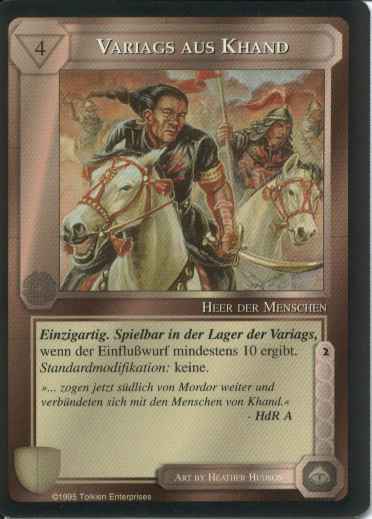 4
VARIAGS AUS KHAND
HEER DER MENSCHEN
Einzigartig. Spielbar in der Lager der Variags,
wenn der Einflußwurf mindestens 10 ergibt.
Standardmodifikation: keine.
2
»... zogen jetzt südlich von Mordor weiter und
verbündeten sich mit den Menschen von Khand.«
- HdR A
ART BY HEATHER HUDSON
©1995 Tolkien Enterprises